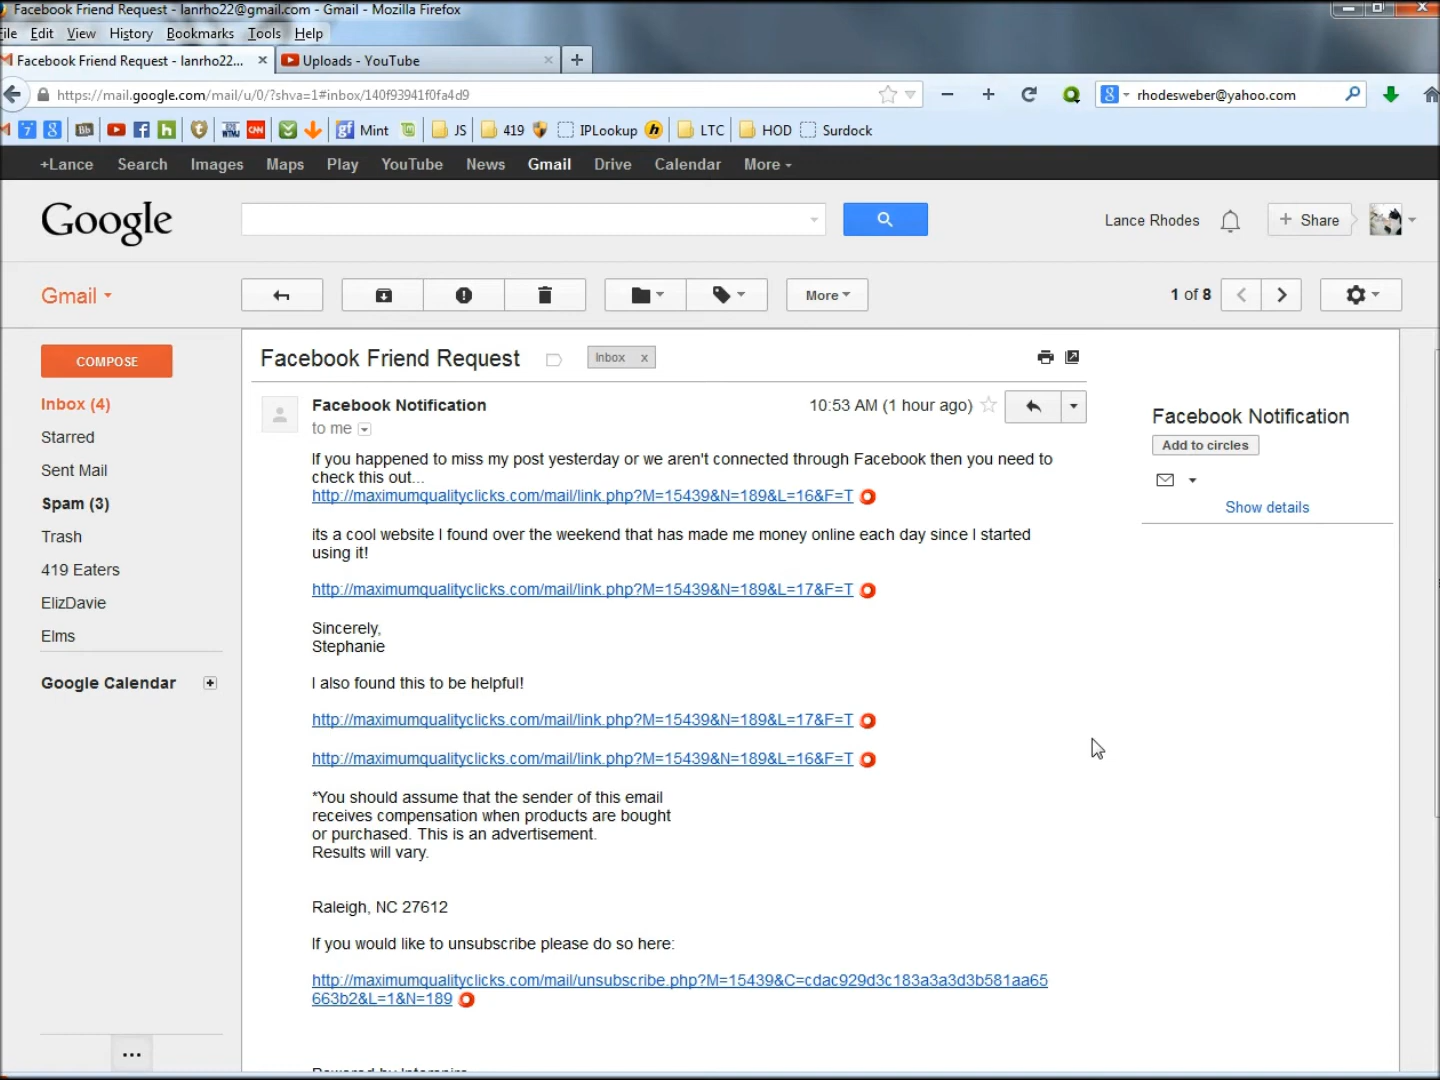 Facebook Friend Request - lanrho22@gmail.com - Gmail - Mozilla Firefox
File Edit View History Bookmarks Tools Help
Facebook Friend Request - lanrho22... × Uploads - YouTube × +
https://mail.google.com/mail/u/0/?shva=1#inbox/140f93941f0fa4d9
rhodesweber@yahoo.com
Mint JS 419 IPLookup LTC HOD Surdock
+Lance Search Images Maps Play YouTube News Gmail Drive Calendar More
Google
Lance Rhodes + Share
Gmail
More
1 of 8
COMPOSE
Inbox (4)
Starred
Sent Mail
Spam (3)
Trash
419 Eaters
ElizDavie
Elms
Google Calendar
...
Facebook Friend Request Inbox x
Facebook Notification 10:53 AM (1 hour ago)
to me
If you happened to miss my post yesterday or we aren't connected through Facebook then you need to
check this out...
http://maximumqualityclicks.com/mail/link.php?M=15439&N=189&L=16&F=T
its a cool website I found over the weekend that has made me money online each day since I started
using it!
http://maximumqualityclicks.com/mail/link.php?M=15439&N=189&L=17&F=T
Sincerely,
Stephanie
I also found this to be helpful!
http://maximumqualityclicks.com/mail/link.php?M=15439&N=189&L=17&F=T
http://maximumqualityclicks.com/mail/link.php?M=15439&N=189&L=16&F=T
*You should assume that the sender of this email
receives compensation when products are bought
or purchased. This is an advertisement.
Results will vary.
Raleigh, NC 27612
If you would like to unsubscribe please do so here:
http://maximumqualityclicks.com/mail/unsubscribe.php?M=15439&C=cdac929d3c183a3a3d3b581aa65
663b2&L=1&N=189
Facebook Notification
Add to circles
Show details